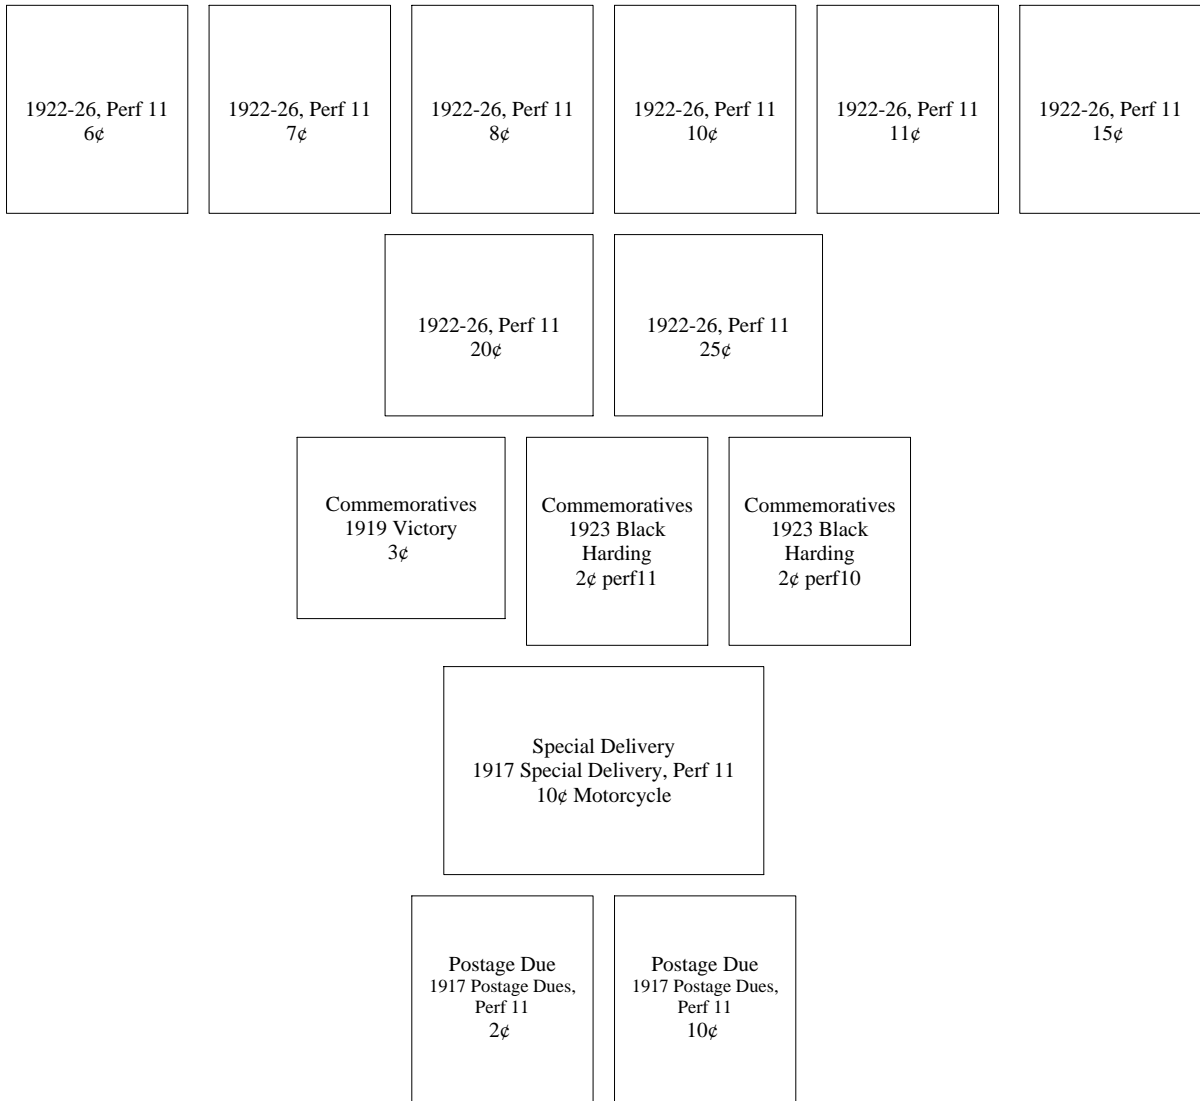 1922-26, Perf 11
6¢
1922-26, Perf 11
7¢
1922-26, Perf 11
8¢
1922-26, Perf 11
10¢
1922-26, Perf 11
11¢
1922-26, Perf 11
15¢
1922-26, Perf 11
20¢
1922-26, Perf 11
25¢
Commemoratives
1919 Victory
3¢
Commemoratives
1923 Black
Harding
2¢ perf11
Commemoratives
1923 Black
Harding
2¢ perf10
Special Delivery
1917 Special Delivery, Perf 11
10¢ Motorcycle
Postage Due
1917 Postage Dues,
Perf 11
2¢
Postage Due
1917 Postage Dues,
Perf 11
10¢